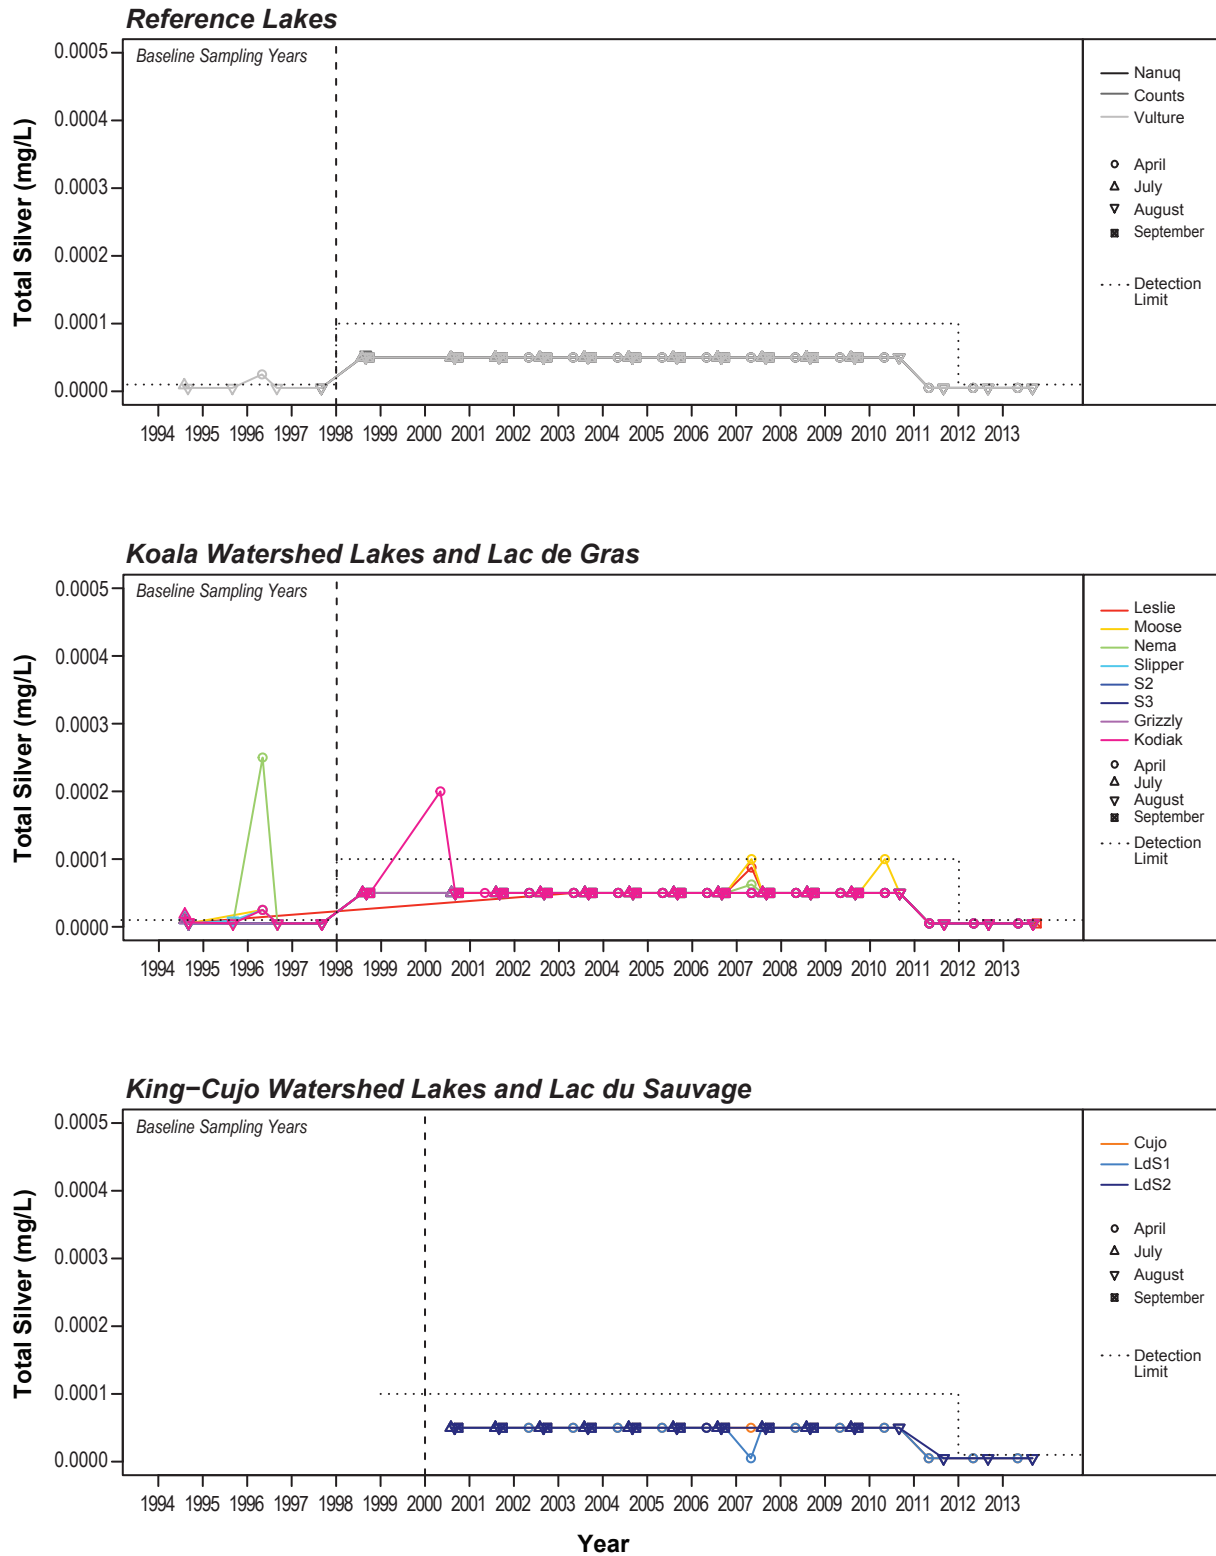 Reference Lakes
Baseline Sampling Years
Total Silver (mg/L)
0.0005
0.0004
0.0003
0.0002
0.0001
0.0000
1994 1995 1996 1997 1998 1999 2000 2001 2002 2003 2004 2005 2006 2007 2008 2009 2010 2011 2012 2013
Nanuq
Counts
Vulture
April
July
August
September
Detection
Limit
Koala Watershed Lakes and Lac de Gras
Baseline Sampling Years
Total Silver (mg/L)
0.0005
0.0004
0.0003
0.0002
0.0001
0.0000
1994 1995 1996 1997 1998 1999 2000 2001 2002 2003 2004 2005 2006 2007 2008 2009 2010 2011 2012 2013
Leslie
Moose
Nema
Slipper
S2
S3
Grizzly
Kodiak
April
July
August
September
Detection
Limit
King−Cujo Watershed Lakes and Lac du Sauvage
Baseline Sampling Years
Total Silver (mg/L)
0.0005
0.0004
0.0003
0.0002
0.0001
0.0000
1994 1995 1996 1997 1998 1999 2000 2001 2002 2003 2004 2005 2006 2007 2008 2009 2010 2011 2012 2013
Year
Cujo
LdS1
LdS2
April
July
August
September
Detection
Limit